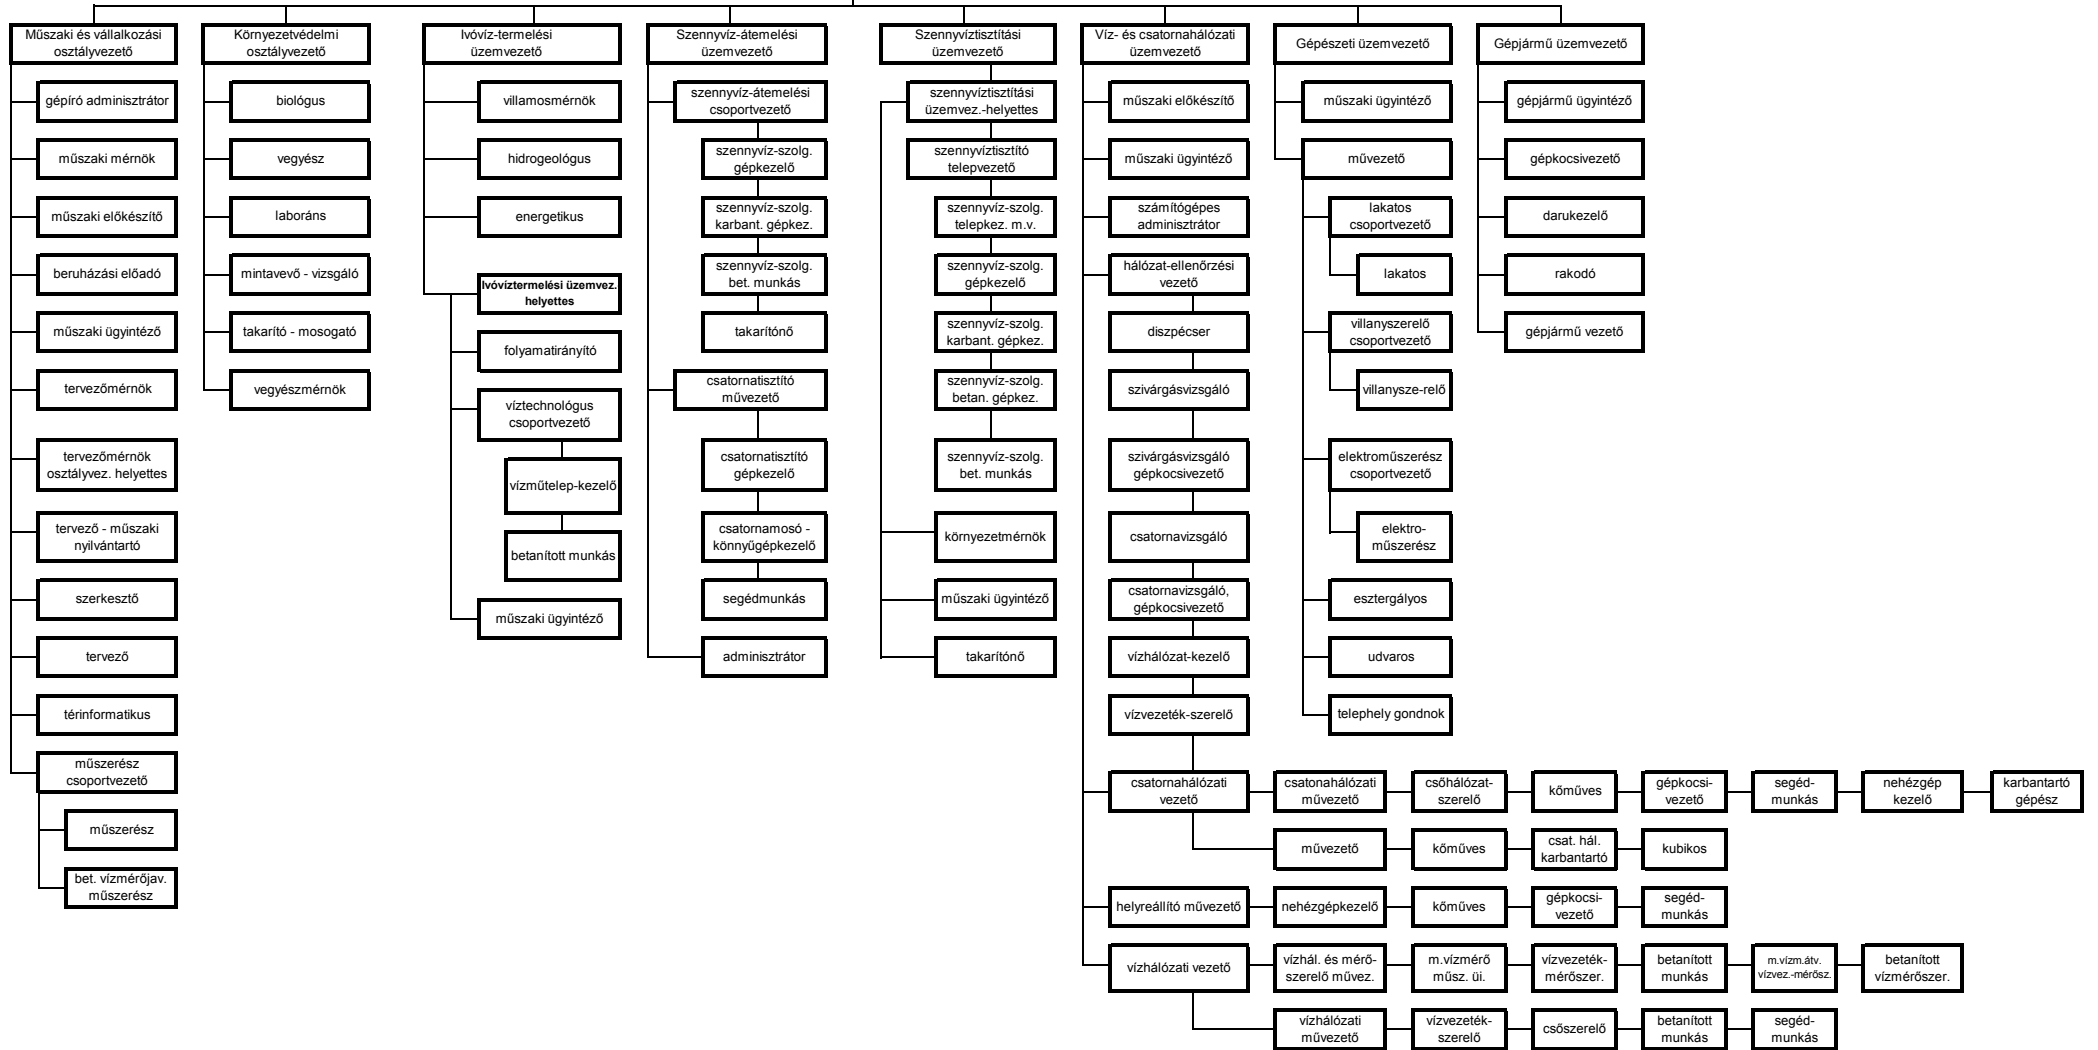 Műszaki és vállalkozási
osztályvezető
gépíró adminisztrátor
műszaki mérnök
műszaki előkészítő
beruházási előadó
műszaki ügyintéző
tervezőmérnök
tervezőmérnök
osztályvez. helyettes
tervező - műszaki
nyilvántartó
szerkesztő
tervező
térinformatikus
műszerész
csoportvezető
műszerész
bet. vízmérőjav.
műszerész
Környezetvédelmi
osztályvezető
biológus
vegyész
laboráns
mintavevő - vizsgáló
takarító - mosogató
vegyészmérnök
Ivóvíz-termelési
üzemvezető
villamosmérnök
hidrogeológus
energetikus
Ivóvíztermelési üzemvez.
helyettes
folyamatirányító
víztechnológus
csoportvezető
vízműtelep-kezelő
betanított munkás
műszaki ügyintéző
Szennyvíz-átemelési
üzemvezető
szennyvíz-átemelési
csoportvezető
szennyvíz-szolg.
gépkezelő
szennyvíz-szolg.
karbant. gépkez.
szennyvíz-szolg.
bet. munkás
takarítónő
csatornatisztító
művezető
csatornatisztító
gépkezelő
csatornamosó -
könnyűgépkezelő
segédmunkás
adminisztrátor
Szennyvíztisztítási
üzemvezető
szennyvíztisztítási
üzemvez.-helyettes
szennyvíztisztító
telepvezető
szennyvíz-szolg.
telepkez. m.v.
szennyvíz-szolg.
gépkezelő
szennyvíz-szolg.
karbant. gépkez.
szennyvíz-szolg.
betan. gépkez.
szennyvíz-szolg.
bet. munkás
környezetmérnök
műszaki ügyintéző
takarítónő
Víz- és csatornahálózati
üzemvezető
műszaki előkészítő
műszaki ügyintéző
számítógépes
adminisztrátor
hálózat-ellenőrzési
vezető
diszpécser
szivárgásvizsgáló
szivárgásvizsgáló
gépkocsivezető
csatornavizsgáló
csatornavizsgáló,
gépkocsivezető
vízhálózat-kezelő
vízvezeték-szerelő
csatornahálózati
vezető
csatonahálózati
művezető
csőhálózat-
szerelő
kőműves
gépkocsi-
vezető
segéd-
munkás
nehézgép
kezelő
karbantartó
gépész
művezető
kőműves
csat. hál.
karbantartó
kubikos
helyreállító művezető
nehézgépkezelő
kőműves
gépkocsi-
vezető
segéd-
munkás
vízhálózati vezető
vízhál. és mérő-
szerelő művez.
m.vízmérő
műsz. üi.
vízvezeték-
mérőszer.
betanított
munkás
m.vízm.átv.
vízvez.-mérősz.
betanított
vízmérőszer.
vízhálózati
művezető
vízvezeték-
szerelő
csőszerelő
betanított
munkás
segéd-
munkás
Gépészeti üzemvezető
műszaki ügyintéző
művezető
lakatos
csoportvezető
lakatos
villanyszerelő
csoportvezető
villanysze-relő
elektroműszerész
csoportvezető
elektro-
műszerész
esztergályos
udvaros
telephely gondnok
Gépjármű üzemvezető
gépjármű ügyintéző
gépkocsivezető
darukezelő
rakodó
gépjármű vezető